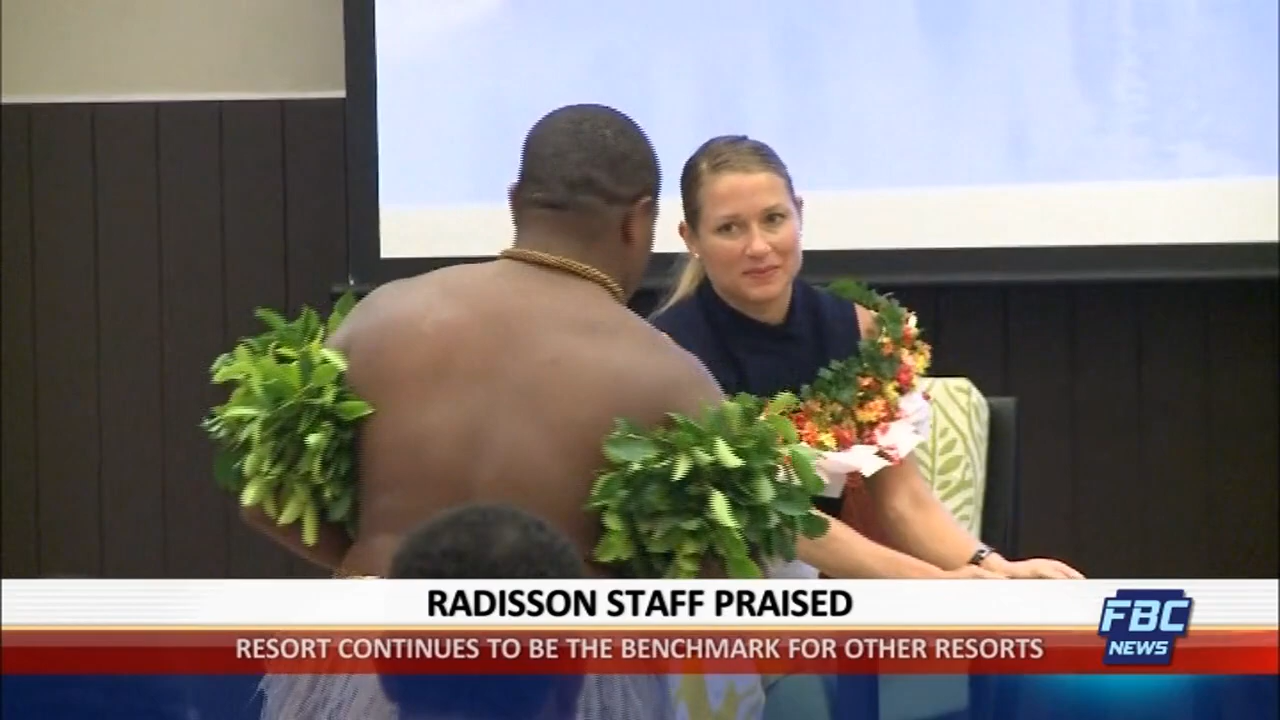 RADISSON STAFF PRAISED
RESORT CONTINUES TO BE THE BENCHMARK FOR OTHER RESORTS
FBC
NEWS